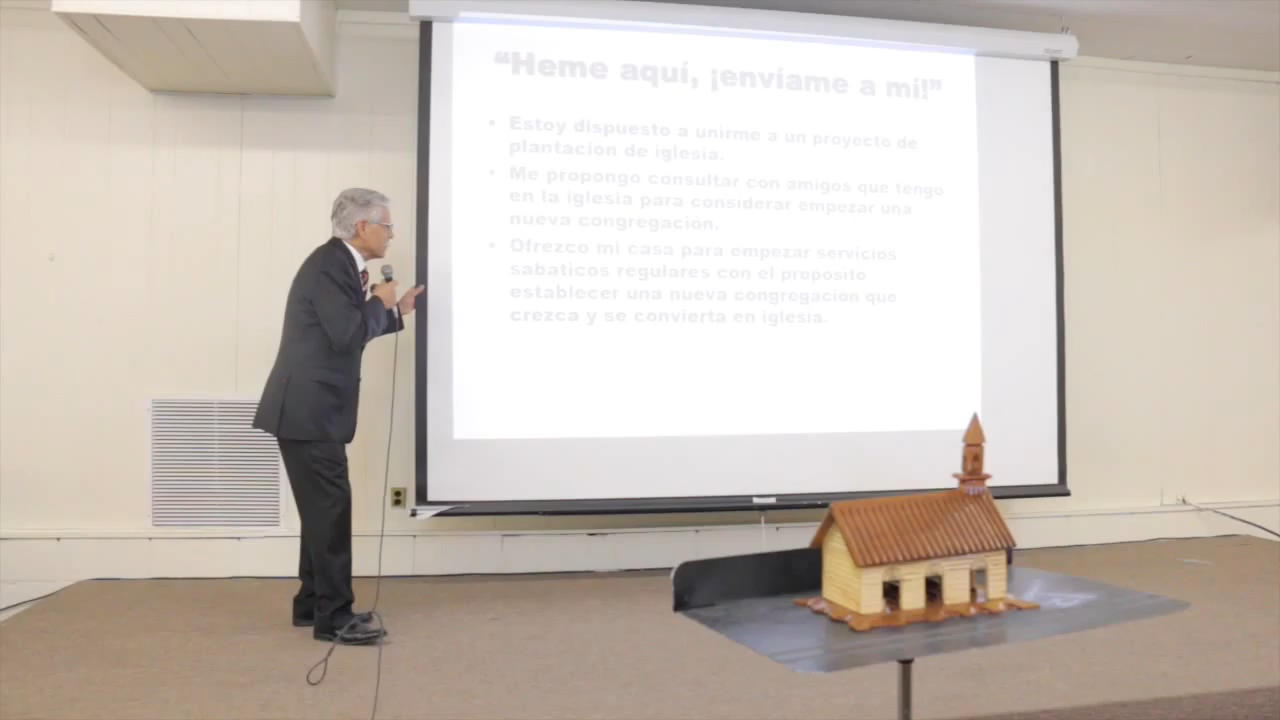 “Heme aquí, ¡envíame a mi!”
• Estoy dispuesto a unirme a un proyecto de
plantacion de iglesia.
• Me propongo consultar con amigos que tengo
en la iglesia para considerar empezar una
nueva congregacion.
• Ofrezco mi casa para empezar servicios
sabaticos regulares con el proposito
establecer una nueva congregacion que
crezca y se convierta en iglesia.